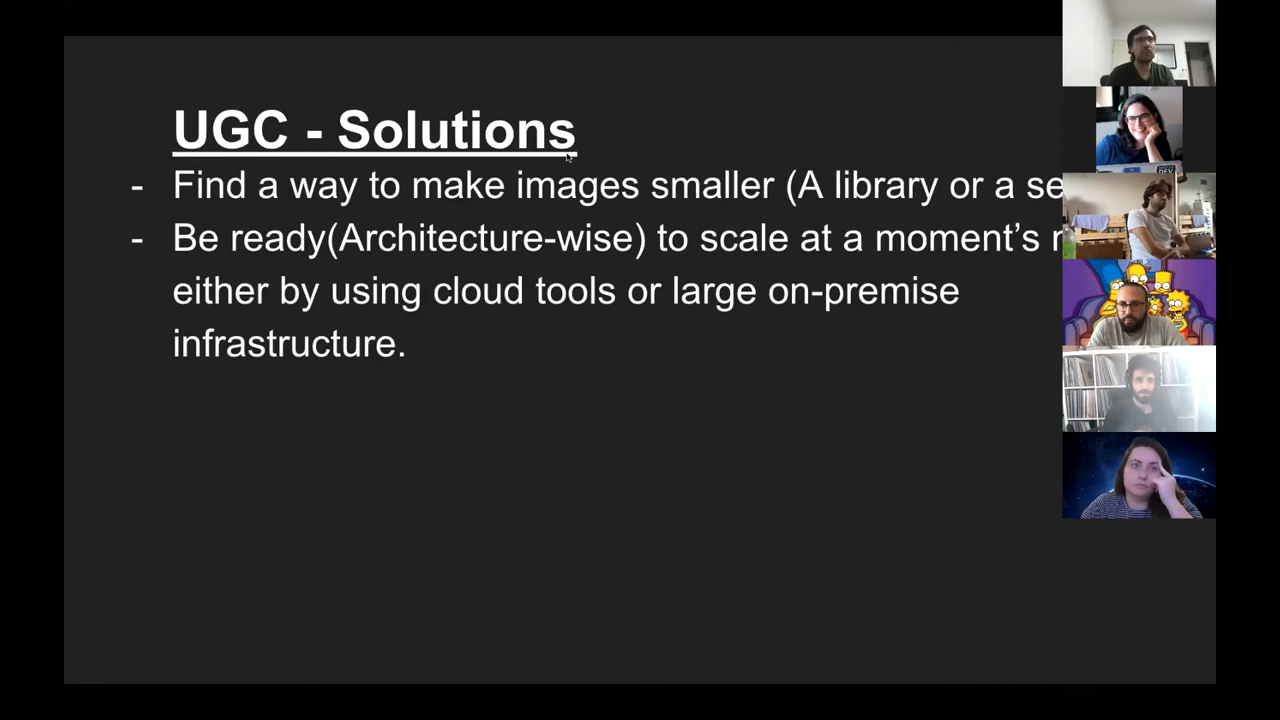 UGC - Solutions
- Find a way to make images smaller (A library or a se
- Be ready(Architecture-wise) to scale at a moment’s
either by using cloud tools or large on-premise
infrastructure.
DEV